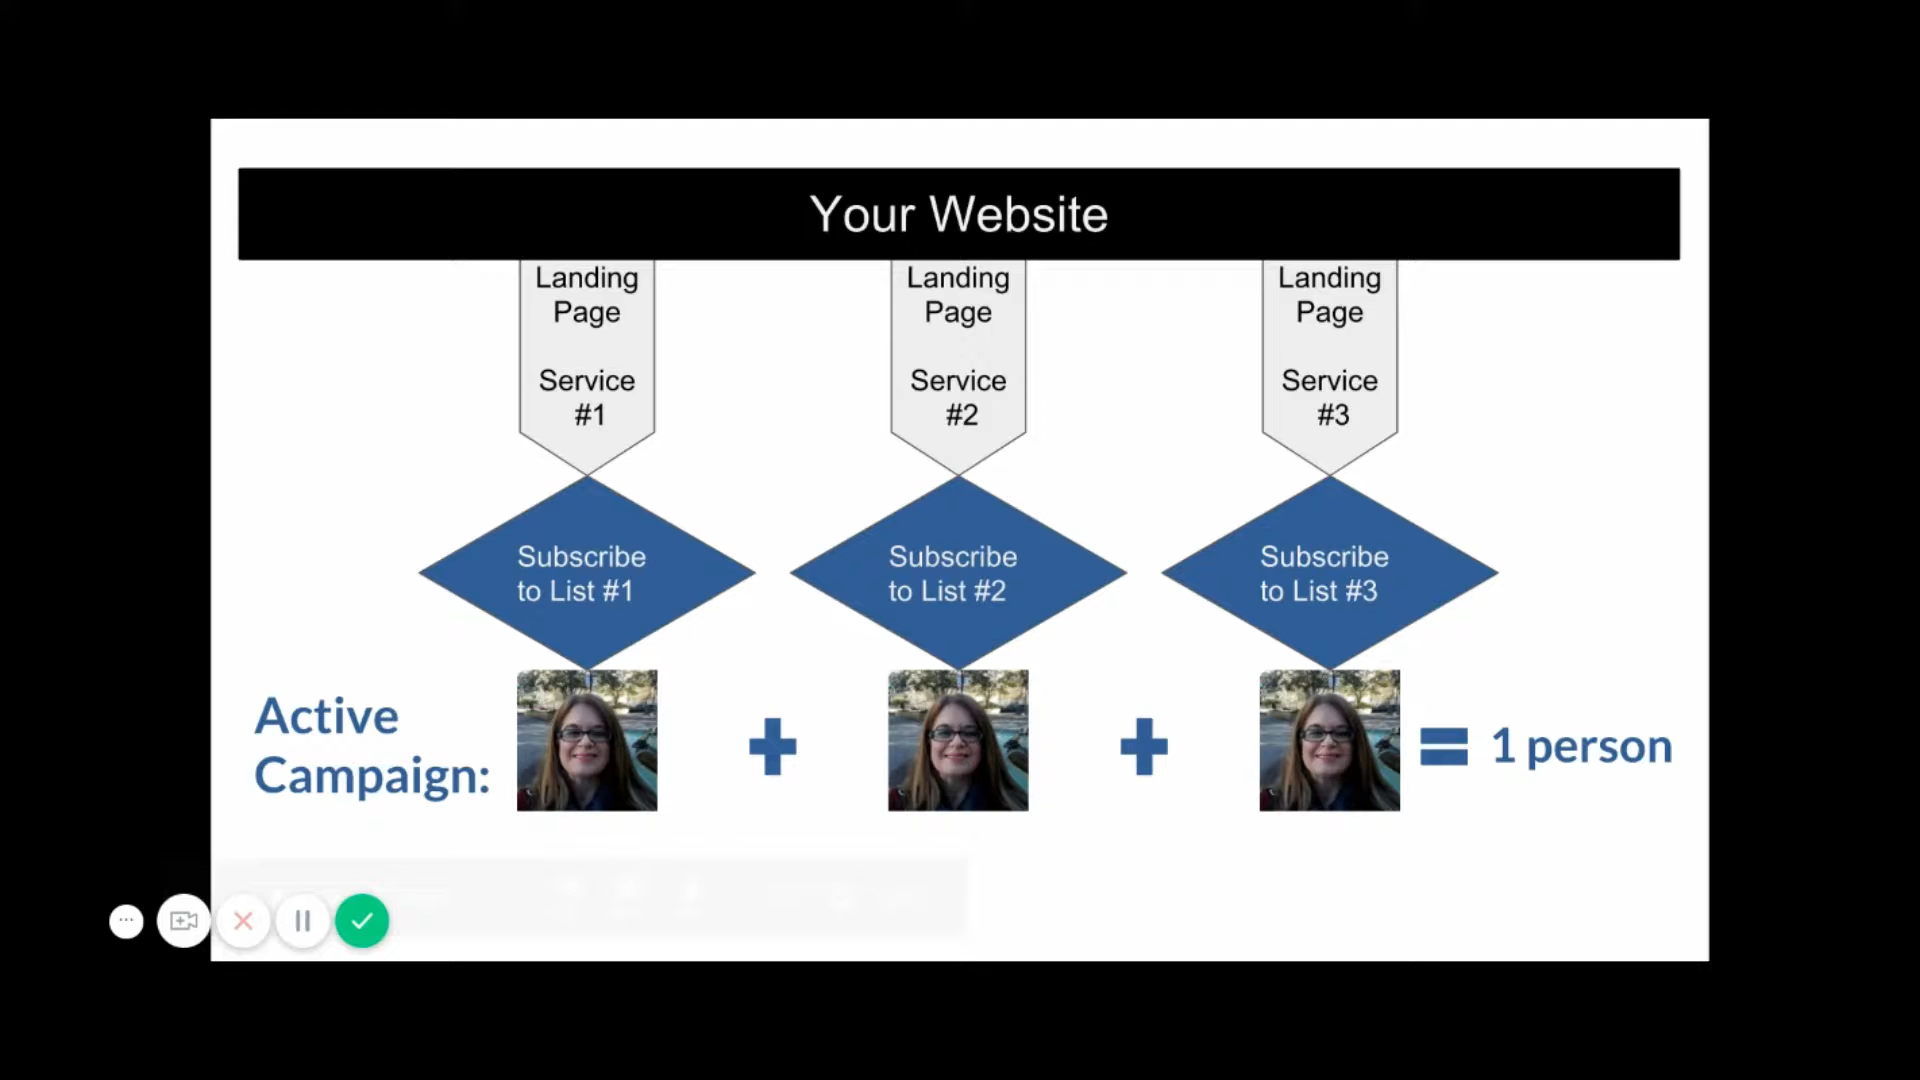 Your Website
Landing
Page
Service
#1
Landing
Page
Service
#2
Landing
Page
Service
#3
Subscribe
to List #1
Subscribe
to List #2
Subscribe
to List #3
Active
Campaign:
1 person